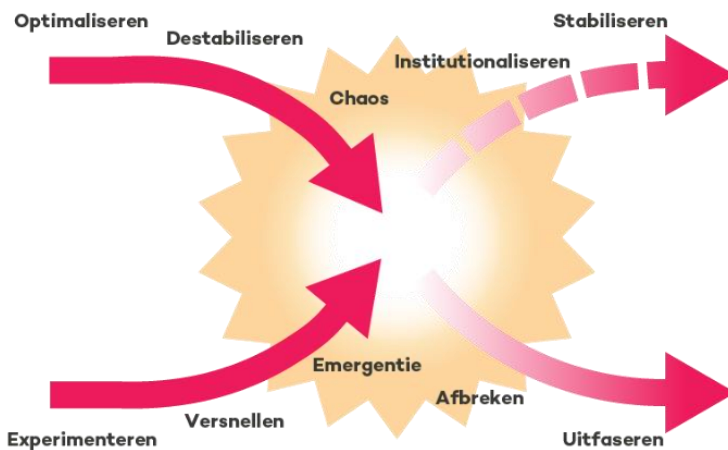 Optimaliseren
Destabiliseren
Chaos
Institutionaliseren
Stabiliseren
Experimenteren
Versnellen
Emergentie
Afbreken
Uitfaseren